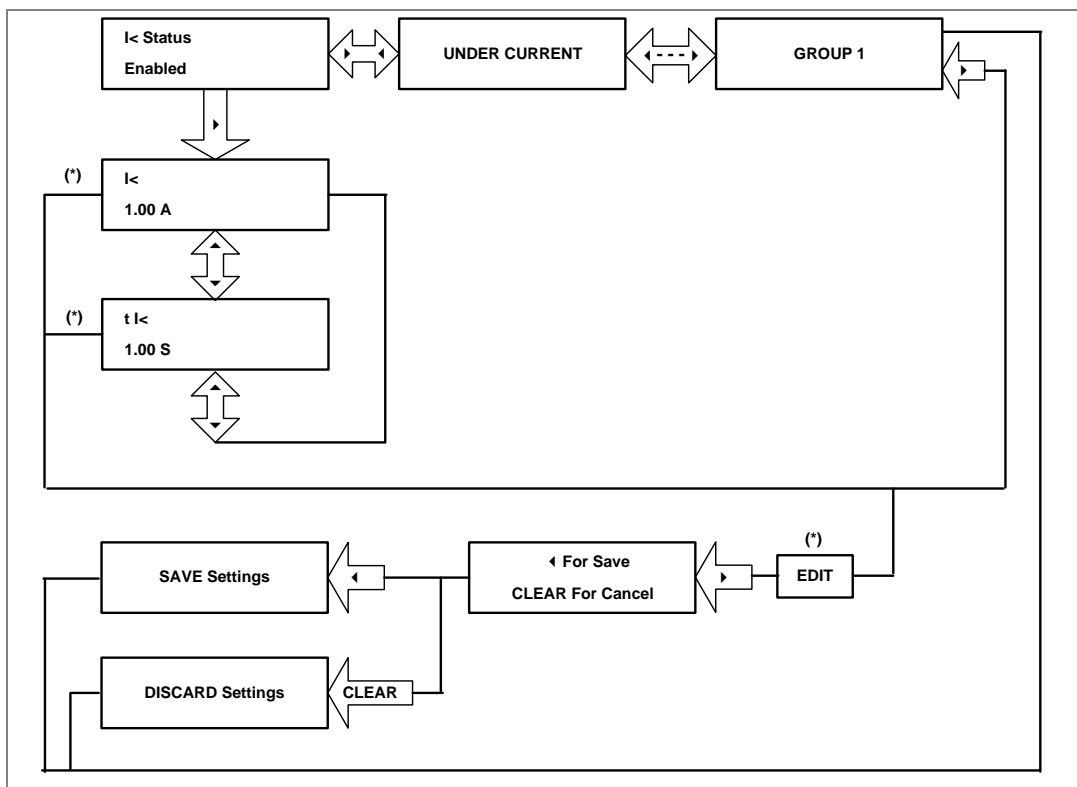 I< Status
Enabled
UNDER CURRENT
GROUP 1
(*)
I<
1.00 A
(*)
t I<
1.00 S
(*)
SAVE Settings
For Save
CLEAR For Cancel
EDIT
DISCARD Settings
CLEAR